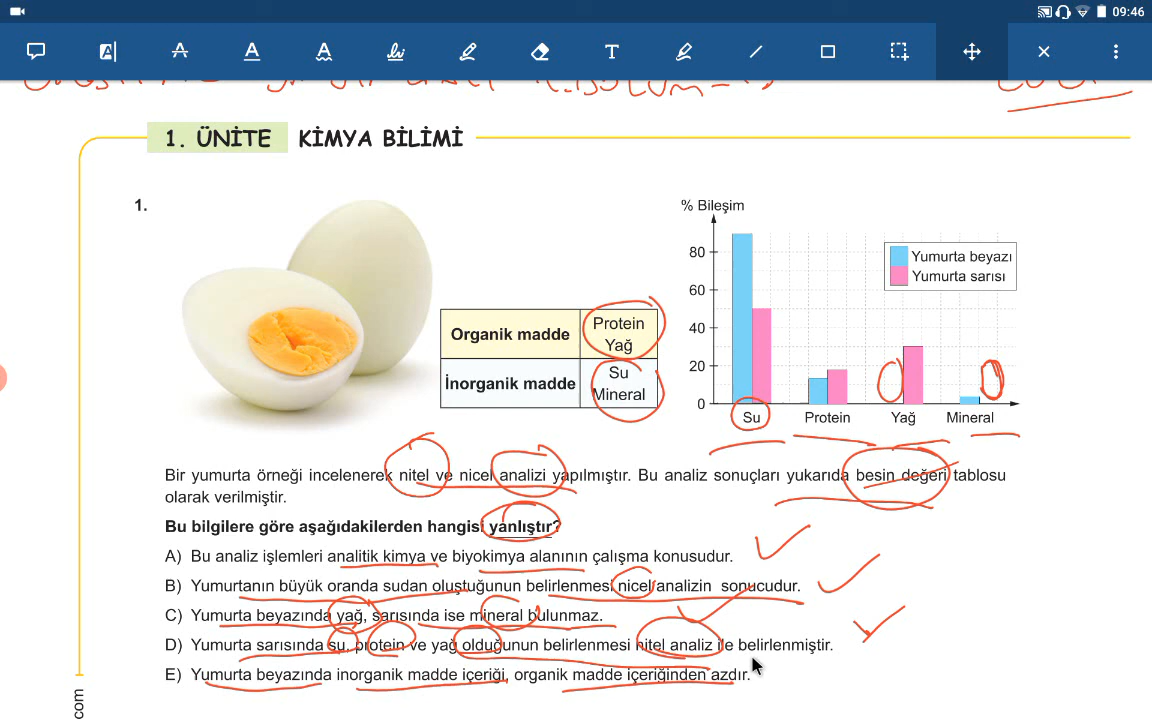 09:46
1. ÜNİTE KİMYA BİLİMİ
1.
Organik madde
Protein
Yağ
İnorganik madde
Su
Mineral
% Bileşim
80
60
40
20
0
Yumurta beyazı
Yumurta sarısı
Su Protein Yağ Mineral
Bir yumurta örneği incelenerek nitel ve nicel analizi yapılmıştır. Bu analiz sonuçları yukarıda besin değeri tablosu
olarak verilmiştir.
Bu bilgilere göre aşağıdakilerden hangisi yanlıştır?
A) Bu analiz işlemleri analitik kimya ve biyokimya alanının çalışma konusudur.
B) Yumurtanın büyük oranda sudan oluştuğunun belirlenmesi nicel analizin sonucudur.
C) Yumurta beyazında yağ, sarısında ise mineral bulunmaz.
D) Yumurta sarısında su, protein ve yağ olduğunun belirlenmesi nitel analiz ile belirlenmiştir.
E) Yumurta beyazında inorganik madde içeriği, organik madde içeriğinden azdır.
com